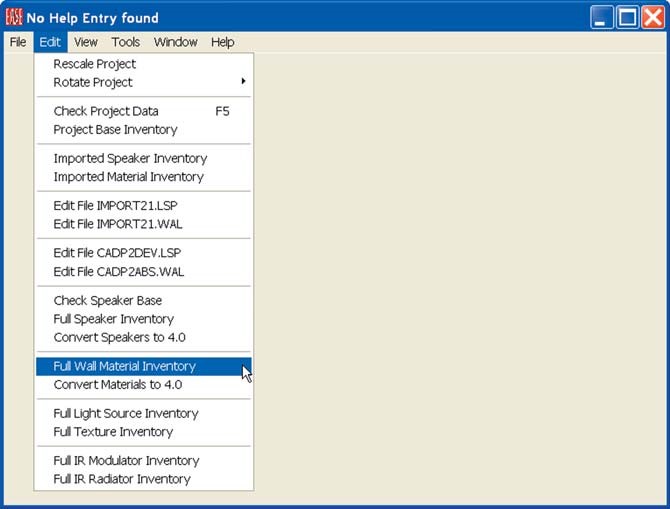 EASE No Help Entry found
File Edit View Tools Window Help
Rescale Project
Rotate Project
Check Project Data F5
Project Base Inventory
Imported Speaker Inventory
Imported Material Inventory
Edit File IMPORT21.LSP
Edit File IMPORT21.WAL
Edit File CADP2DEV.LSP
Edit File CADP2ABS.WAL
Check Speaker Base
Full Speaker Inventory
Convert Speakers to 4.0
Full Wall Material Inventory
Convert Materials to 4.0
Full Light Source Inventory
Full Texture Inventory
Full IR Modulator Inventory
Full IR Radiator Inventory